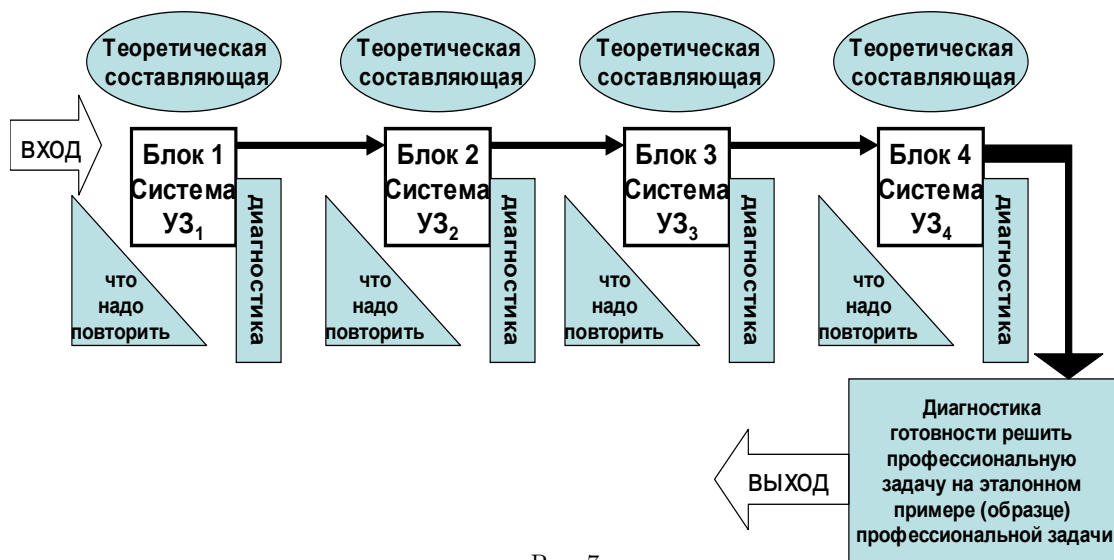 Теоретическая
составляющая
Теоретическая
составляющая
Теоретическая
составляющая
Теоретическая
составляющая
ВХОД
Блок 1
Система
УЗ1
диагностика
что
надо
повторить
Блок 2
Система
УЗ2
диагностика
что
надо
повторить
Блок 3
Система
УЗ3
диагностика
что
надо
повторить
Блок 4
Система
УЗ4
диагностика
что
надо
повторить
Диагностика
готовности решить
профессиональную
задачу на эталонном
примере (образце)
профессиональной задачи
ВЫХОД